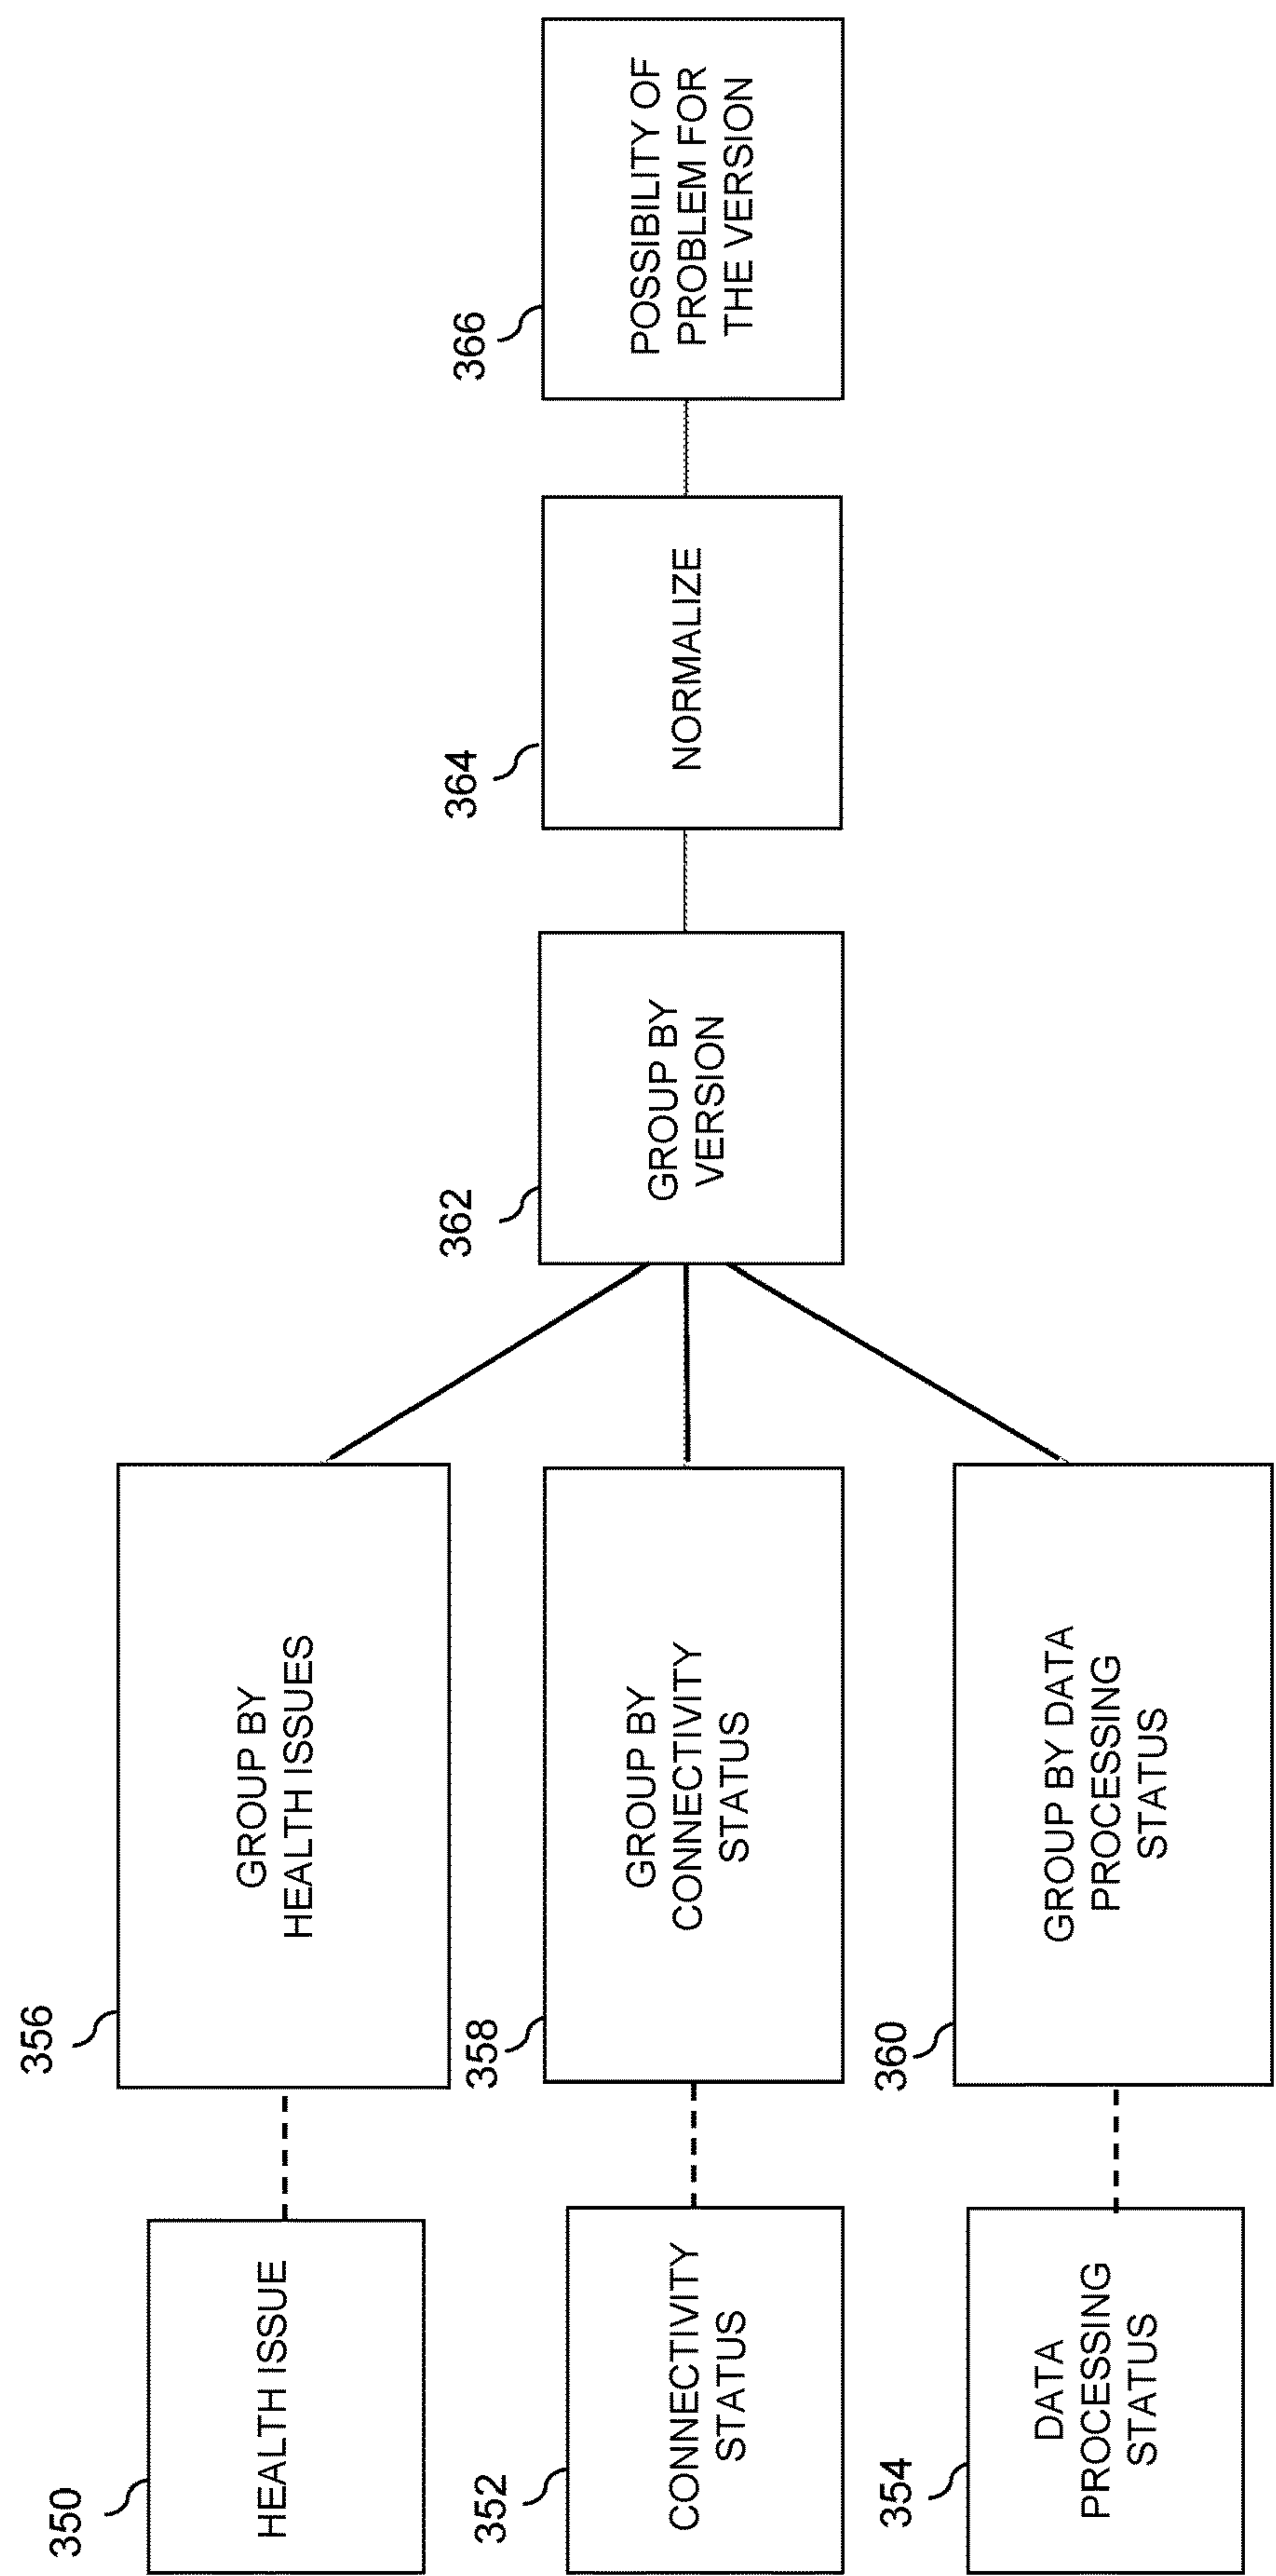 350
HEALTH ISSUE
352
CONNECTIVITY
STATUS
354
DATA
PROCESSING
STATUS
356
GROUP BY
HEALTH ISSUES
358
GROUP BY
CONNECTIVITY
STATUS
360
GROUP BY DATA
PROCESSING
STATUS
362
GROUP BY
VERSION
364
NORMALIZE
366
POSSIBILITY OF
PROBLEM FOR
THE VERSION